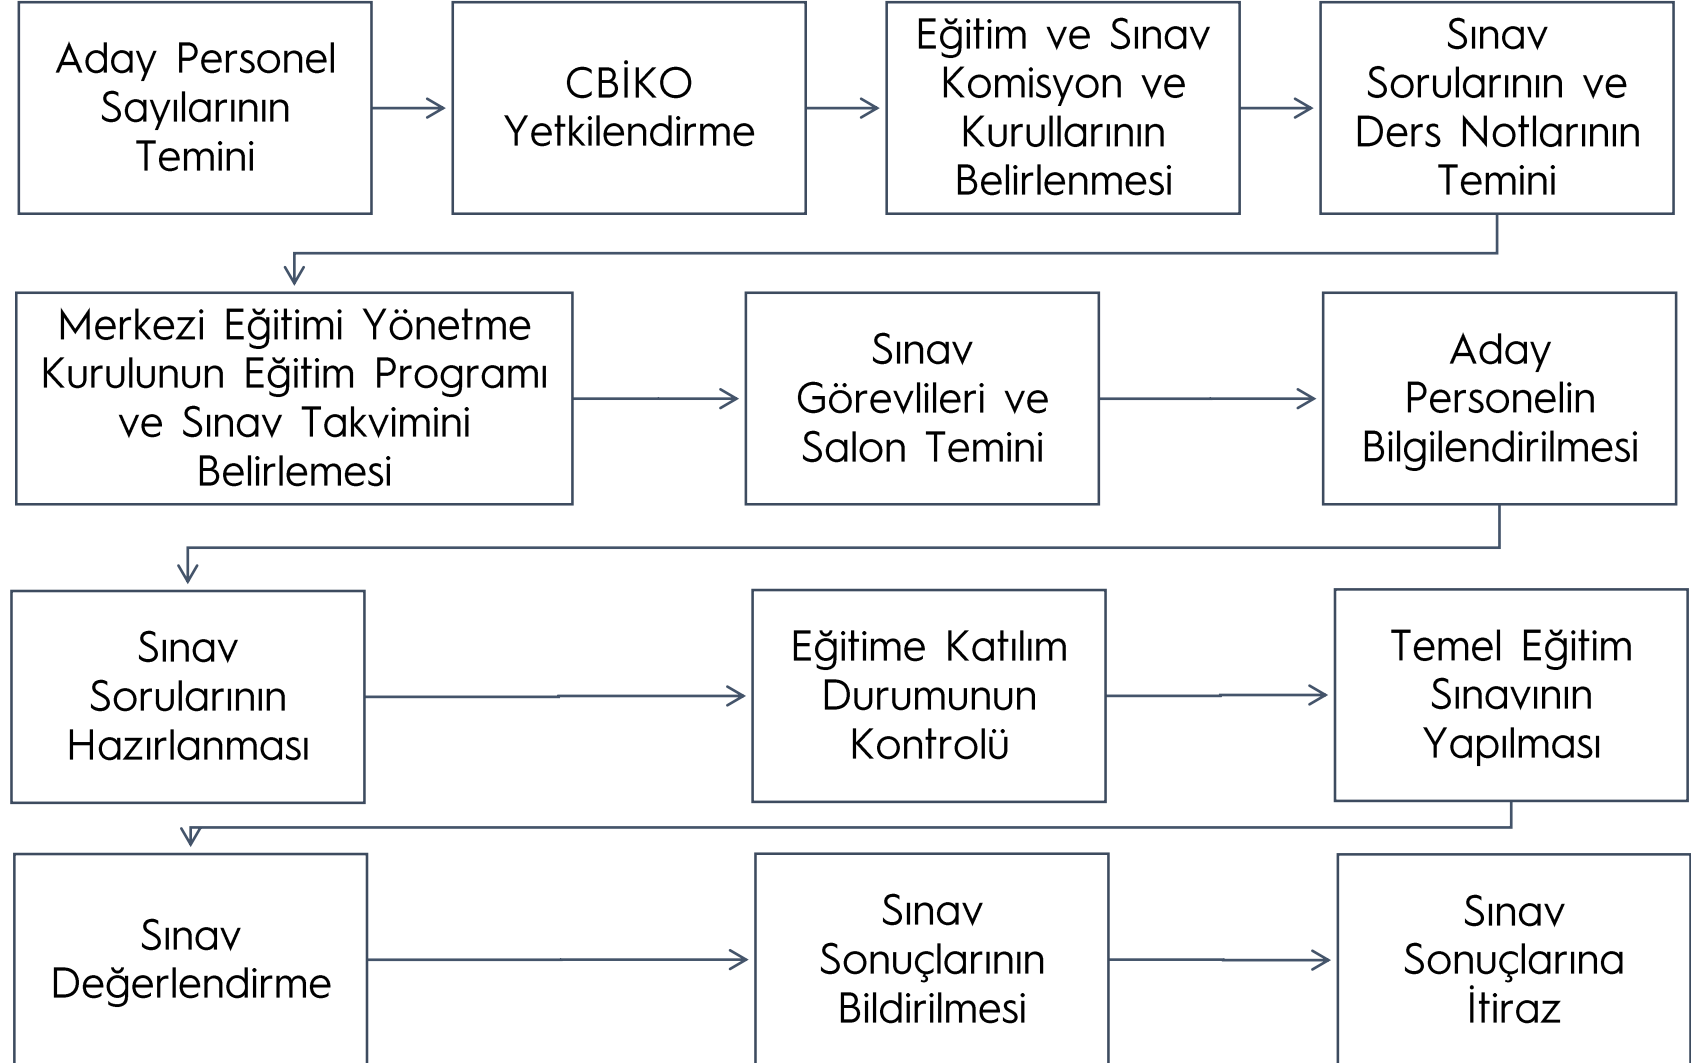 Aday Personel
Sayılarının
Temini
CBİKO
Yetkilendirme
Eğitim ve Sınav
Komisyon ve
Kurullarının
Belirlenmesi
Sınav
Sorularının ve
Ders Notlarının
Temini
Merkezi Eğitimi Yönetme
Kurulunun Eğitim Programı
ve Sınav Takvimini
Belirlemesi
Sınav
Görevlileri ve
Salon Temini
Aday
Personelin
Bilgilendirilmesi
Sınav
Sorularının
Hazırlanması
Eğitime Katılım
Durumunun
Kontrolü
Temel Eğitim
Sınavının
Yapılması
Sınav
Değerlendirme
Sınav
Sonuçlarının
Bildirilmesi
Sınav
Sonuçlarına
İtiraz